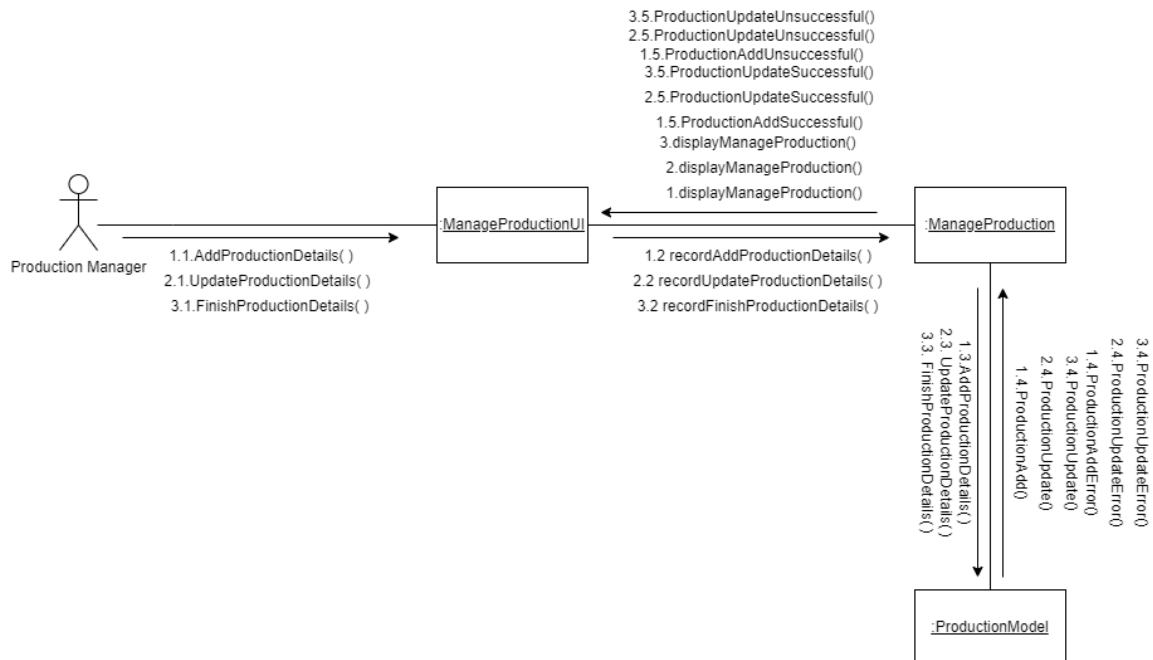 3.5.ProductionUpdateUnsuccessful()
2.5.ProductionUpdateUnsuccessful()
1.5.ProductionAddUnsuccessful()
3.5.ProductionUpdateSuccessful()
2.5.ProductionUpdateSuccessful()
1.5.ProductionAddSuccessful()
3.displayManageProduction()
2.displayManageProduction()
1.displayManageProduction()
Production Manager
:ManageProductionUI
:ManageProduction
1.1.AddProductionDetails( )
2.1.UpdateProductionDetails( )
3.1.FinishProductionDetails( )
1.2 recordAddProductionDetails( )
2.2 recordUpdateProductionDetails( )
3.2 recordFinishProductionDetails( )
1.3.AddProductionDetails( )
2.3. UpdateProductionDetails( )
3.3. FinishProductionDetails( )
3.4.ProductionUpdateError()
2.4.ProductionUpdateError()
1.4.ProductionAddError()
3.4.ProductionUpdate()
2.4.ProductionUpdate()
1.4.ProductionAdd()
:ProductionModel